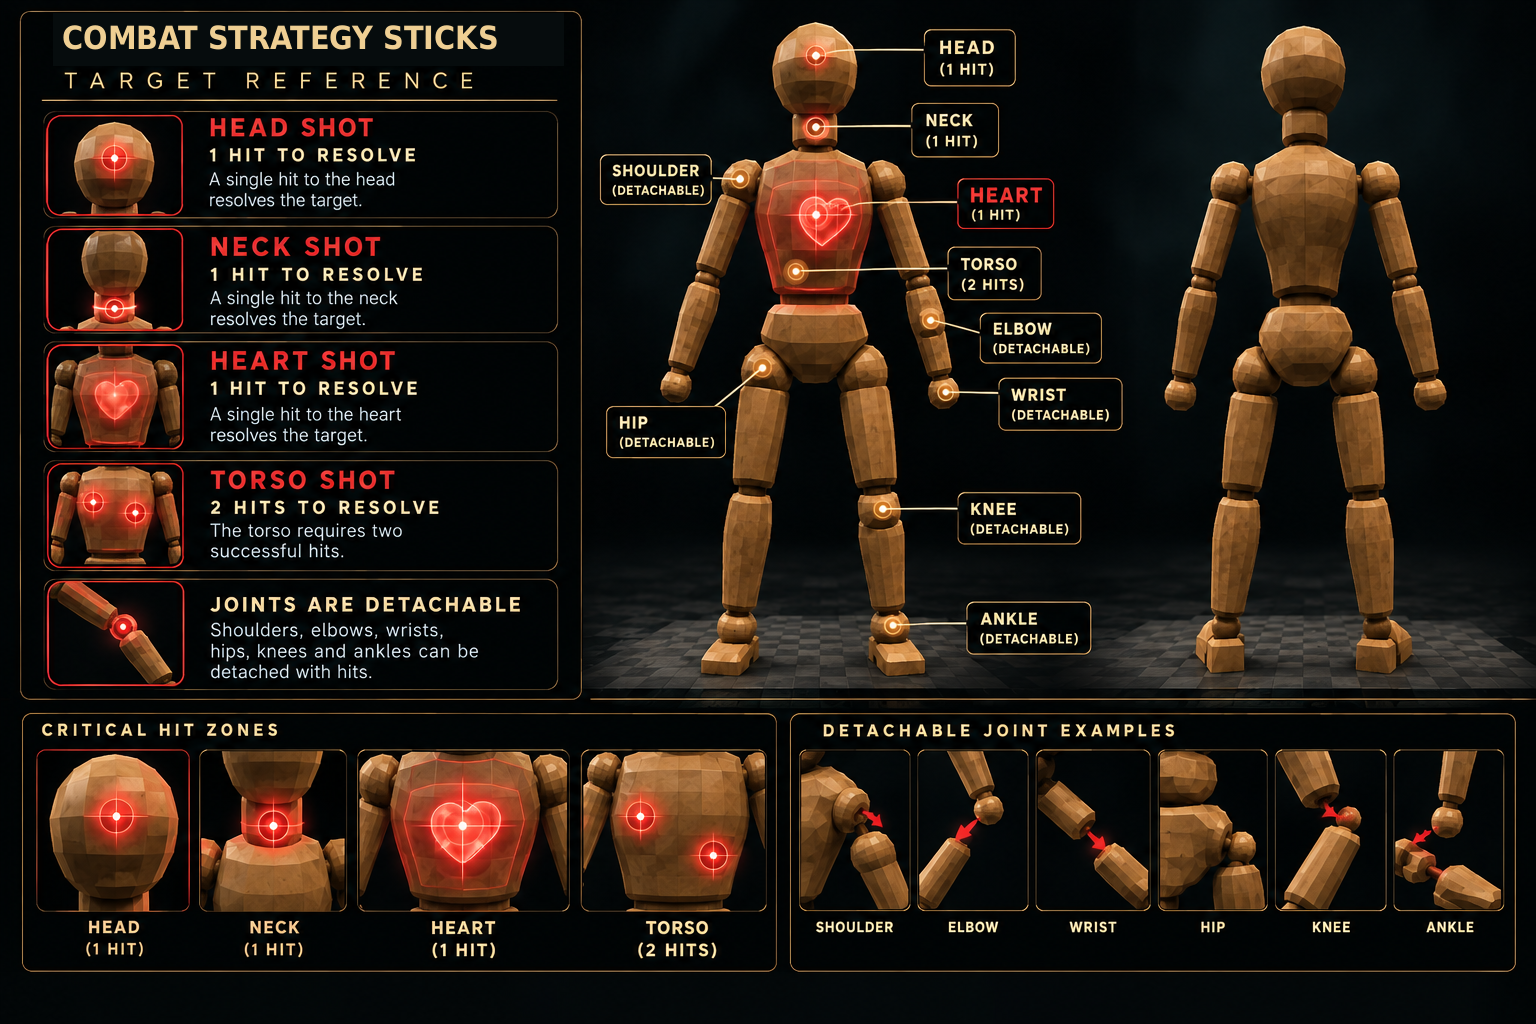 COMBAT STRATEGY STICKS
TARGET REFERENCE
HEAD SHOT
1 HIT TO RESOLVE
A single hit to the head
resolves the target.
NECK SHOT
1 HIT TO RESOLVE
A single hit to the neck
resolves the target.
HEART SHOT
1 HIT TO RESOLVE
A single hit to the heart
resolves the target.
TORSO SHOT
2 HITS TO RESOLVE
The torso requires two
successful hits.
JOINTS ARE DETACHABLE
Shoulders, elbows, wrists,
hips, knees and ankles can be
detached with hits.
HEAD
(1 HIT)
NECK
(1 HIT)
SHOULDER
(DETACHABLE)
HEART
(1 HIT)
TORSO
(2 HITS)
ELBOW
(DETACHABLE)
WRIST
(DETACHABLE)
HIP
(DETACHABLE)
KNEE
(DETACHABLE)
ANKLE
(DETACHABLE)
CRITICAL HIT ZONES
HEAD
(1 HIT)
NECK
(1 HIT)
HEART
(1 HIT)
TORSO
(2 HITS)
DETACHABLE JOINT EXAMPLES
SHOULDER
ELBOW
WRIST
HIP
KNEE
ANKLE